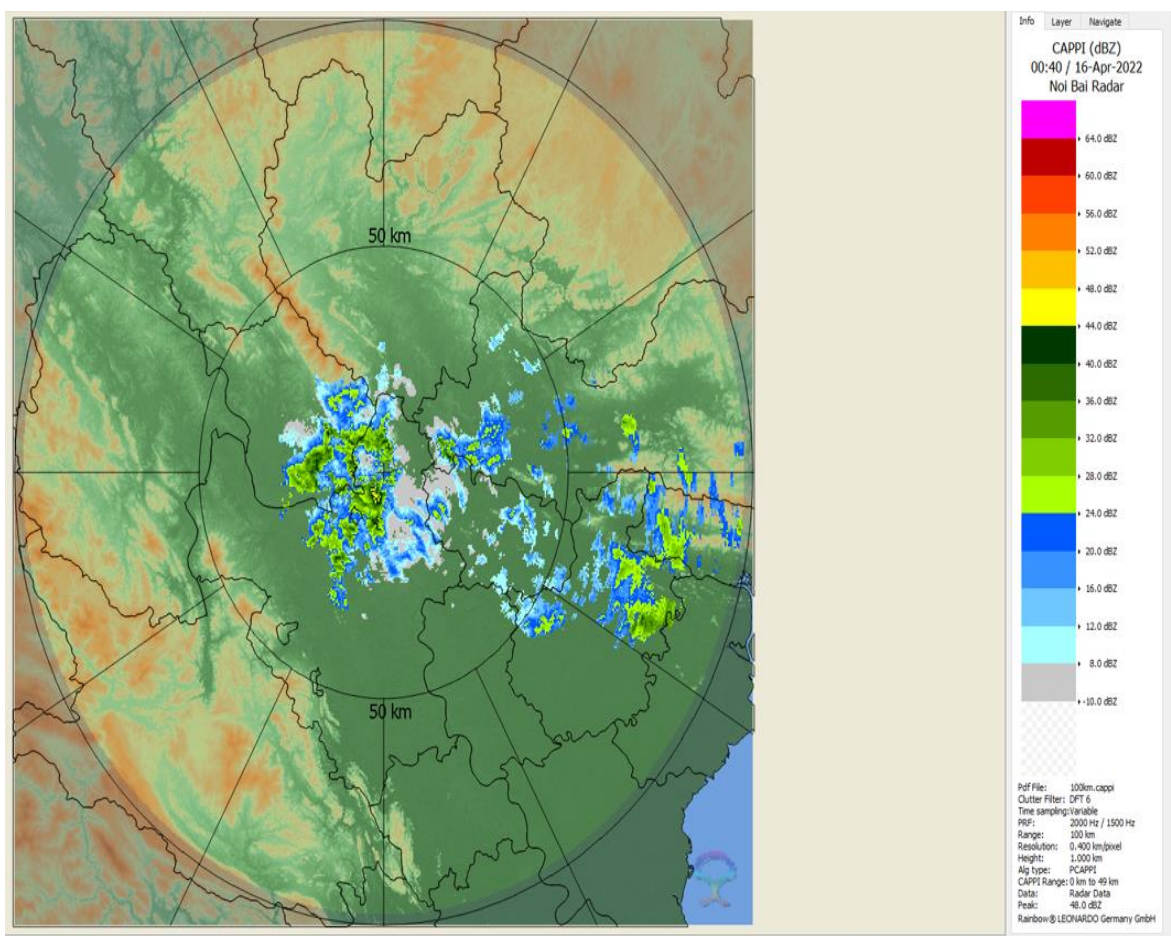 Info Layer Navigate
CAPPI (dBZ)
00:40 / 16-Apr-2022
Noi Bai Radar
64.0 dBZ
60.0 dBZ
56.0 dBZ
52.0 dBZ
48.0 dBZ
44.0 dBZ
40.0 dBZ
36.0 dBZ
32.0 dBZ
28.0 dBZ
24.0 dBZ
20.0 dBZ
16.0 dBZ
12.0 dBZ
8.0 dBZ
-10.0 dBZ
50 km
50 km
Pdf File: 100km.cappi
Clutter Filter: DFT 6
Time sampling:Variable
PRF: 2000 Hz / 1500 Hz
Range: 100 km
Resolution: 0.400 km/pixel
Height: 1.000 km
Alg type: PCAPPI
CAPPI Range: 0 km to 49 km
Data: Radar Data
Peak: 48.0 dBZ
Rainbow® LEONARDO Germany GmbH